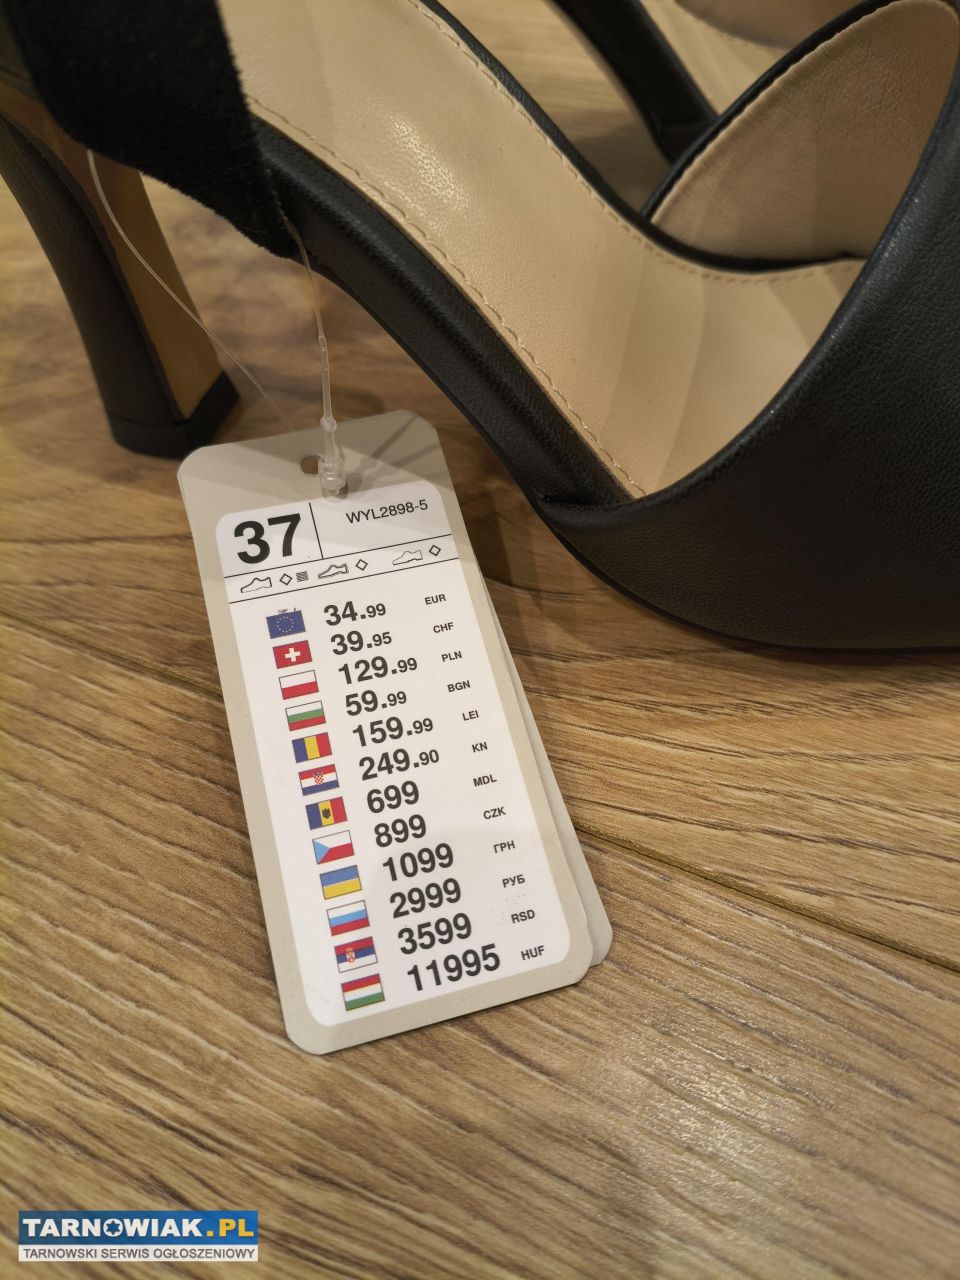 37 WYL2898-5
34.99 EUR
39.95 CHF
129.99 PLN
59.99 BGN
159.99 LEI
249.90 KN
699 MDL
899 CZK
1099 ГРН
2999 РУБ
3599 RSD
11995 HUF
TARNOWIAK.PL
TARNOWSKI SERWIS OGŁOSZENIOWY